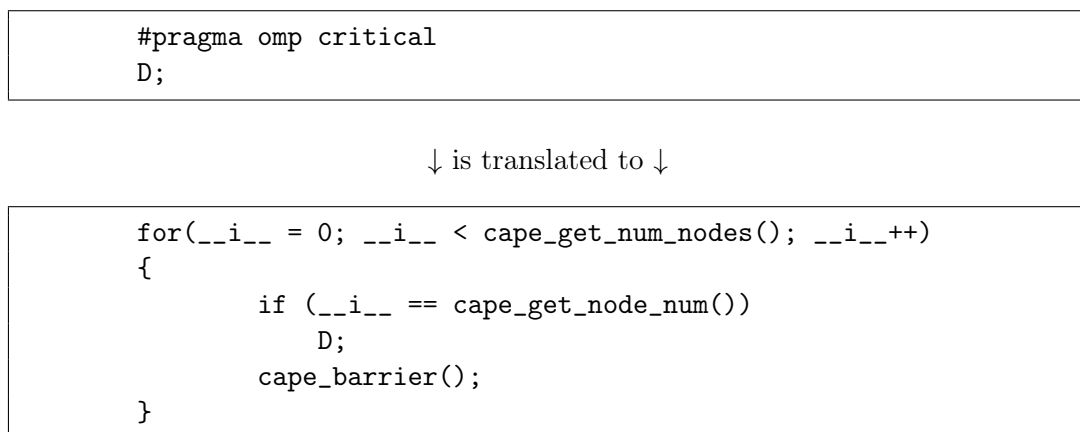 #pragma omp critical
D;
↓ is translated to ↓
for(__i__ = 0; __i__ < cape_get_num_nodes(); __i__++)
{
if (__i__ == cape_get_node_num())
D;
cape_barrier();
}